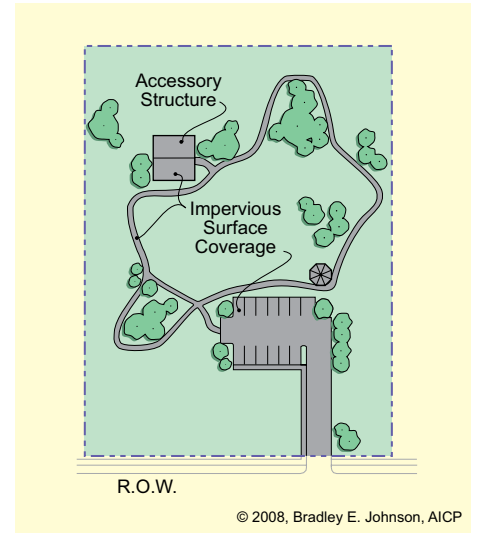 Accessory
Structure
Impervious
Surface
Coverage
R.O.W.
© 2008, Bradley E. Johnson, AICP